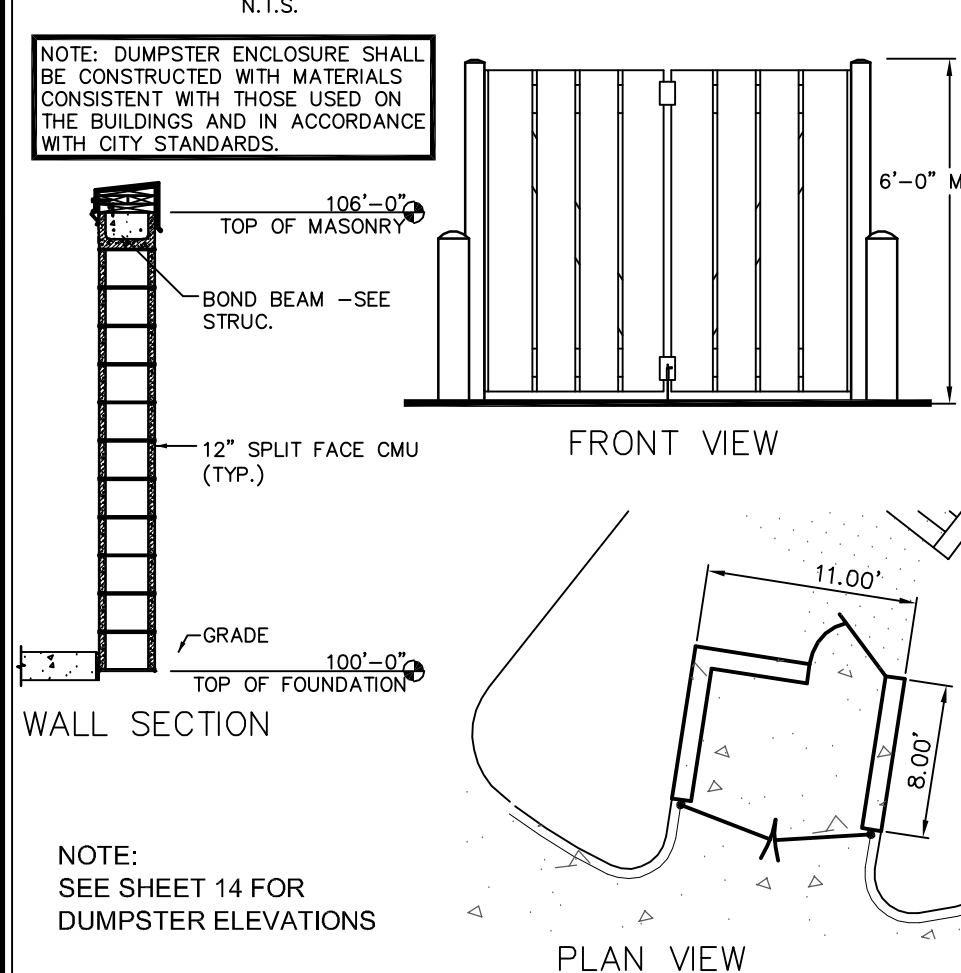 N.T.S.
NOTE: DUMPSTER ENCLOSURE SHALL
BE CONSTRUCTED WITH MATERIALS
CONSISTENT WITH THOSE USED ON
THE BUILDINGS AND IN ACCORDANCE
WITH CITY STANDARDS.
106'-0"
TOP OF MASONRY
BOND BEAM -SEE
STRUC.
12" SPLIT FACE CMU
(TYP.)
GRADE
100'-0"
TOP OF FOUNDATION
WALL SECTION
NOTE:
SEE SHEET 14 FOR
DUMPSTER ELEVATIONS
6'-0" M
FRONT VIEW
11.00'
8.00'
PLAN VIEW